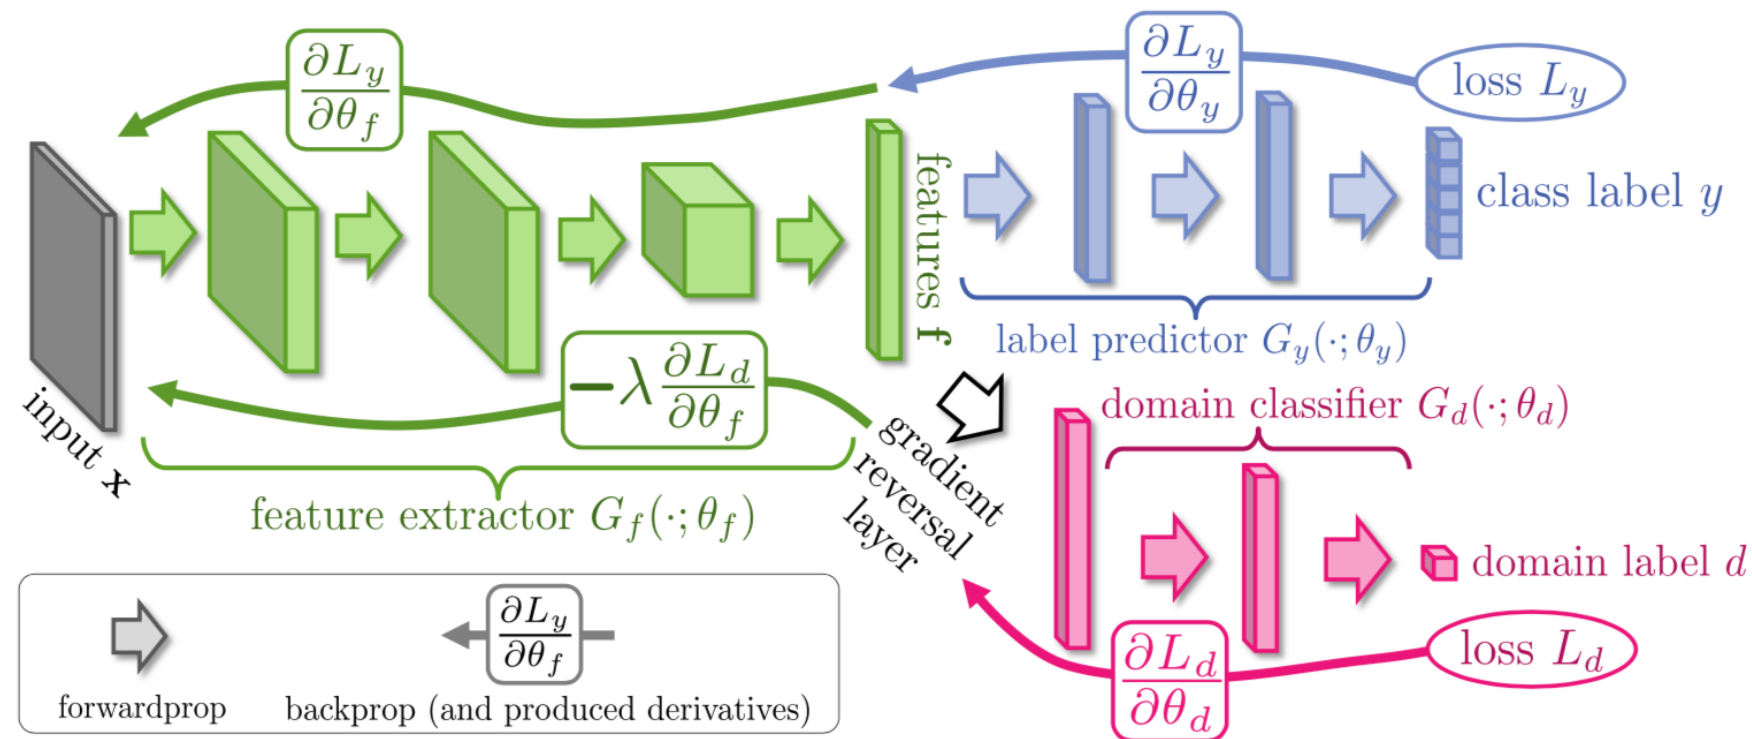 ∂L_y/∂θ_f
∂L_y/∂θ_y
loss L_y
features f
class label y
label predictor G_y(·; θ_y)
−λ ∂L_d/∂θ_f
domain classifier G_d(·; θ_d)
input x
gradient
reversal
layer
feature extractor G_f(·; θ_f)
domain label d
∂L_y/∂θ_f
loss L_d
∂L_d/∂θ_d
forwardprop
backprop (and produced derivatives)